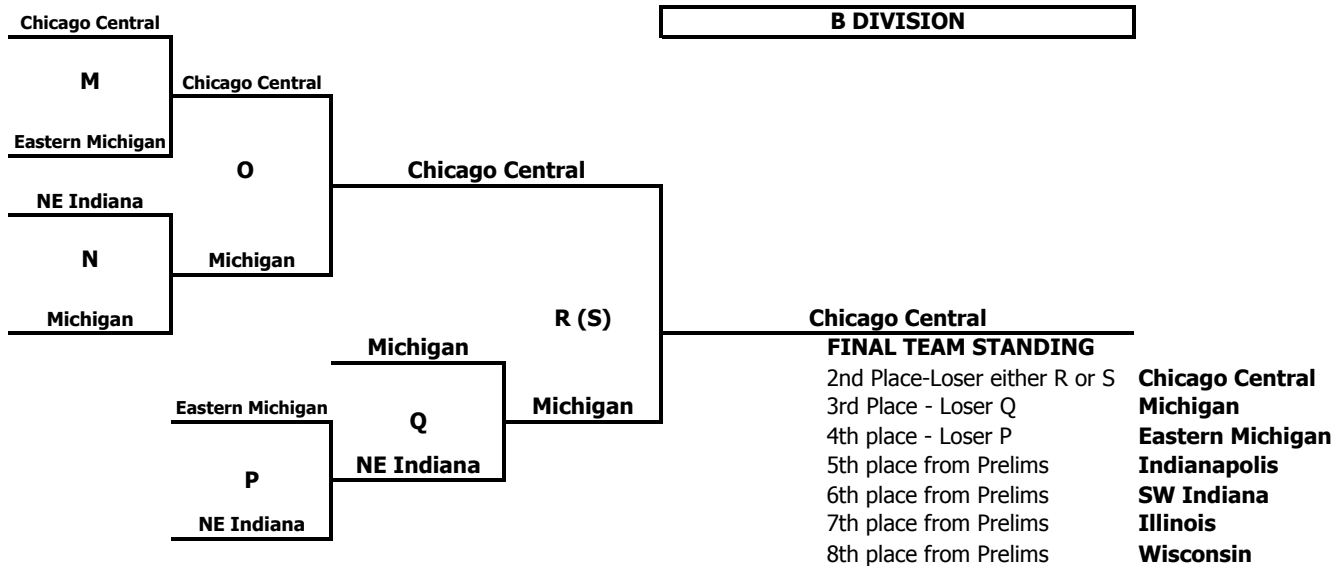 Chicago Central
B DIVISION
M
Chicago Central
Eastern Michigan
O
Chicago Central
NE Indiana
N
Michigan
Michigan
R (S)
Chicago Central
Michigan
FINAL TEAM STANDING
2nd Place-Loser either R or S Chicago Central
Eastern Michigan
Q
Michigan
3rd Place - Loser Q Michigan
4th place - Loser P Eastern Michigan
P
NE Indiana
5th place from Prelims Indianapolis
6th place from Prelims SW Indiana
NE Indiana
7th place from Prelims Illinois
8th place from Prelims Wisconsin